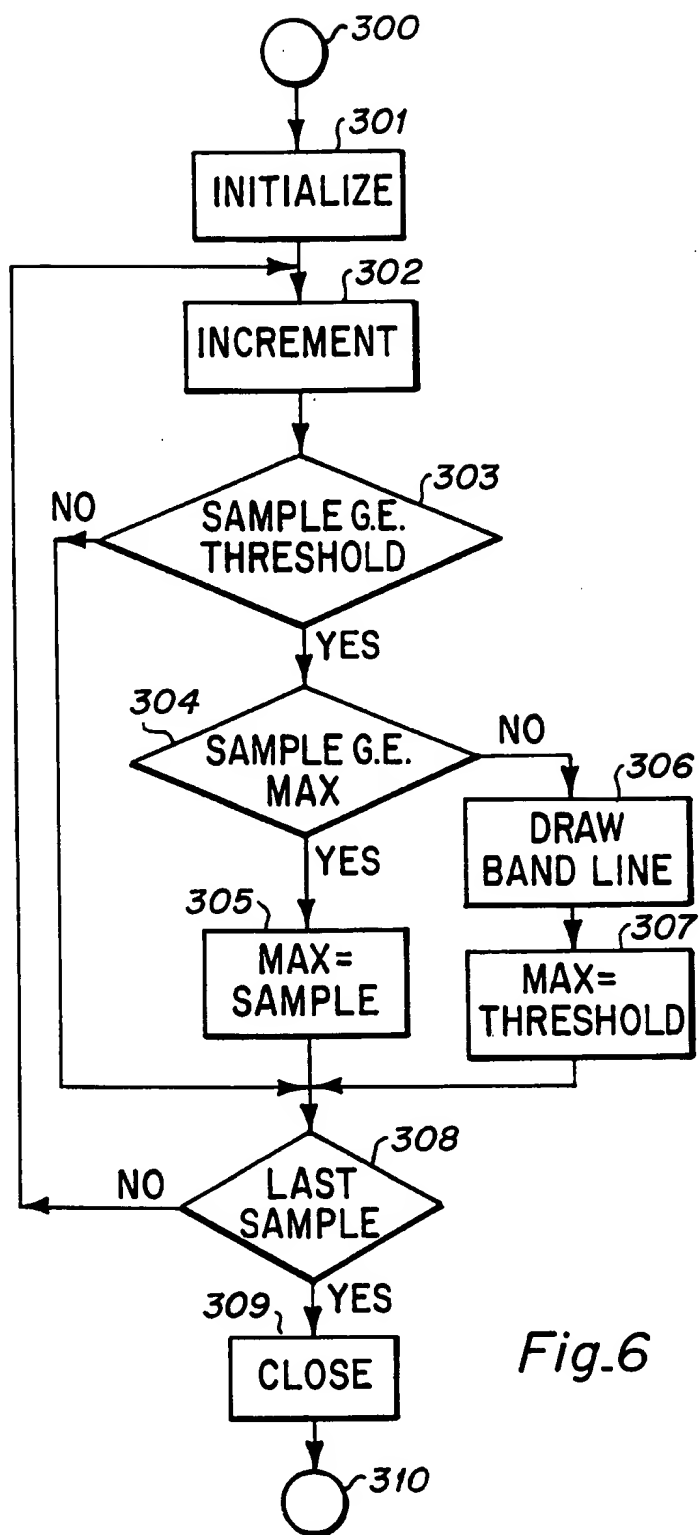 300
301
INITIALIZE
302
INCREMENT
303
NO
SAMPLE G.E.
THRESHOLD
YES
304
SAMPLE G.E.
MAX
NO
306
DRAW
BAND LINE
YES
305
MAX=
SAMPLE
307
MAX=
THRESHOLD
308
NO
LAST
SAMPLE
YES
309
CLOSE
Fig_6
310